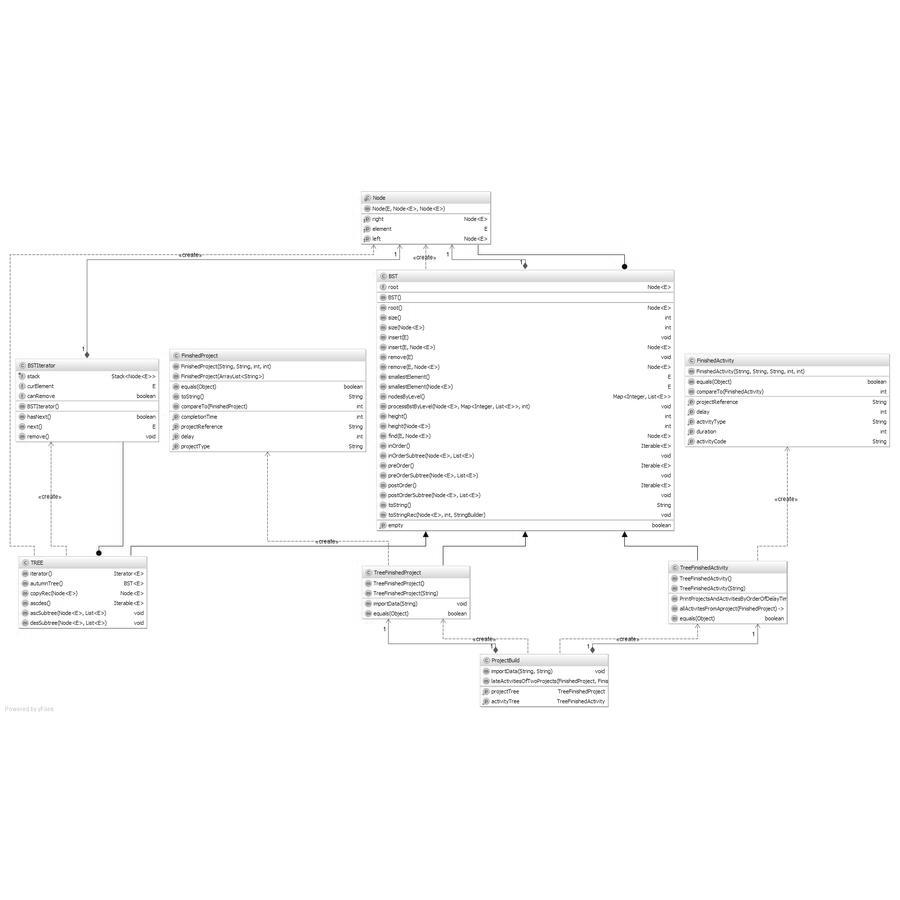 Node
Node(E, Node<E>, Node<E>)
right Node<E>
element E
left Node<E>
«create»
1
«create»
1
1
BST
root Node<E>
BST()
root() Node<E>
size() int
size(Node<E>) int
insert(E) void
insert(E, Node<E>) Node<E>
remove(E) void
remove(E, Node<E>) Node<E>
smallestElement() E
smallestElement(Node<E>) E
nodesByLevel() Map<Integer, List<E>>
processBstByLevel(Node<E>, Map<Integer, List<E>>, int) void
height() int
height(Node<E>) int
find(E, Node<E>) Node<E>
inOrder() Iterable<E>
inOrderSubtree(Node<E>, List<E>) void
preOrder() Iterable<E>
preOrderSubtree(Node<E>, List<E>) void
postOrder() Iterable<E>
postOrderSubtree(Node<E>, List<E>) void
toString() String
toStringRec(Node<E>, int, StringBuilder) void
empty boolean
1
BSTIterator
stack Stack<Node<E>>
curElement E
canRemove boolean
BSTIterator()
hasNext() boolean
next() E
remove() void
FinishedProject
FinishedProject(String, String, int, int)
FinishedProject(ArrayList<String>)
equals(Object) boolean
toString() String
compareTo(FinishedProject) int
completionTime int
projectReference String
delay int
projectType String
FinishedActivity
FinishedActivity(String, String, String, int, int)
equals(Object) boolean
compareTo(FinishedActivity) int
projectReference String
delay int
activityType String
duration int
activityCode String
«create»
«create»
«create»
TREE
iterator() Iterator<E>
autumnTree() BST<E>
copyRec(Node<E>) Node<E>
ascdes() Iterable<E>
ascSubtree(Node<E>, List<E>) void
desSubtree(Node<E>, List<E>) void
TreeFinishedProject
TreeFinishedProject()
TreeFinishedProject(String)
importData(String) void
equals(Object) boolean
TreeFinishedActivity
TreeFinishedActivity()
TreeFinishedActivity(String)
PrintProjectsAndActivitiesByOrderOfDelayTim
allActivitesFromAproject(FinishedProject) ->
equals(Object) boolean
1
«create»
1
«create»
1
1
ProjectBuild
importData(String, String) void
lateActivitiesOfTwoProjects(FinishedProject, Finis
projectTree TreeFinishedProject
activityTree TreeFinishedActivity
Powered by yFiles